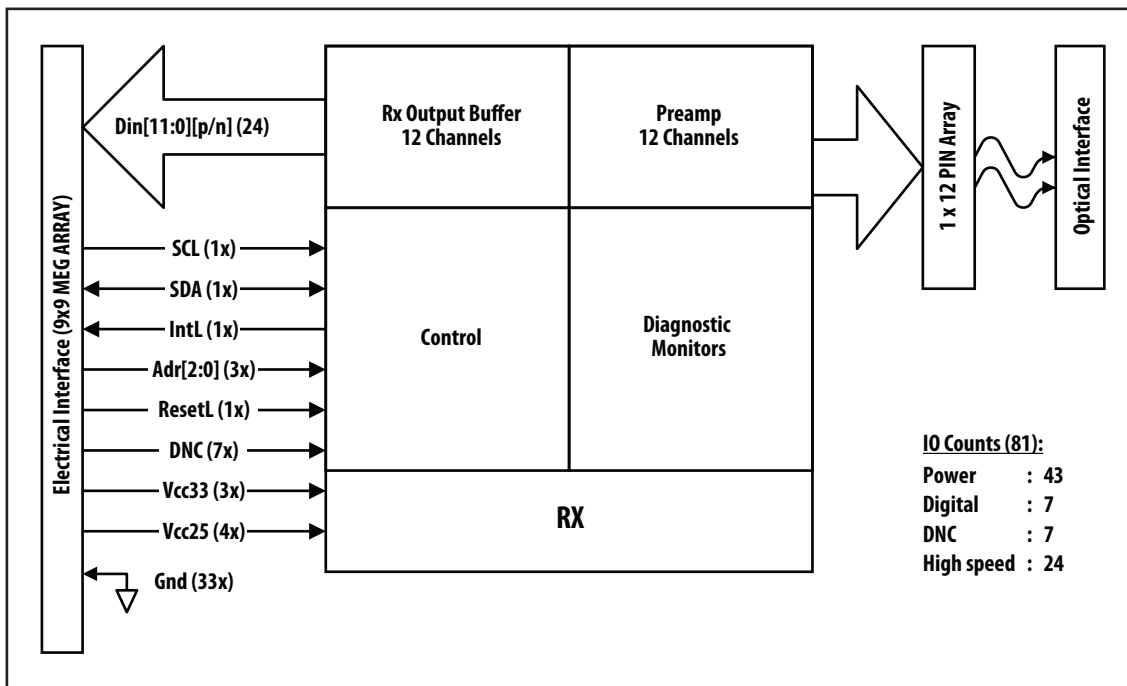 Electrical Interface (9x9 MEG ARRAY)
Din[11:0][p/n] (24)
Rx Output Buffer
12 Channels
Preamp
12 Channels
1 x 12 PIN Array
Optical Interface
SCL (1x)
SDA (1x)
IntL (1x)
Adr[2:0] (3x)
ResetL (1x)
DNC (7x)
Vcc33 (3x)
Vcc25 (4x)
Gnd (33x)
Control
Diagnostic
Monitors
RX
IO Counts (81):
Power : 43
Digital : 7
DNC : 7
High speed : 24